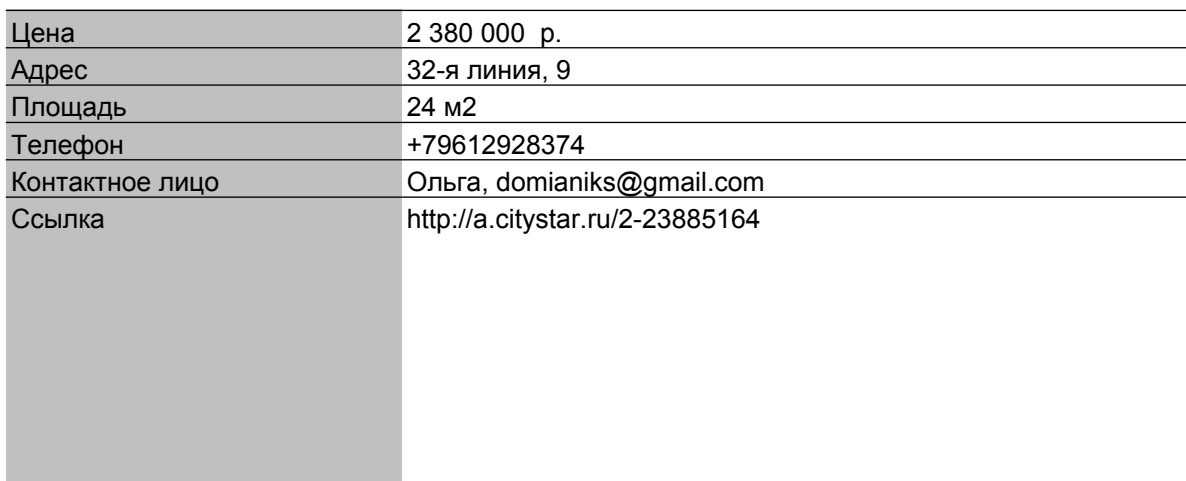 Цена 2 380 000  р.
Адрес 32-я линия, 9
Площадь 24 м2
Телефон +79612928374
Контактное лицо Ольга, domianiks@gmail.com
Ссылка http://a.citystar.ru/2-23885164